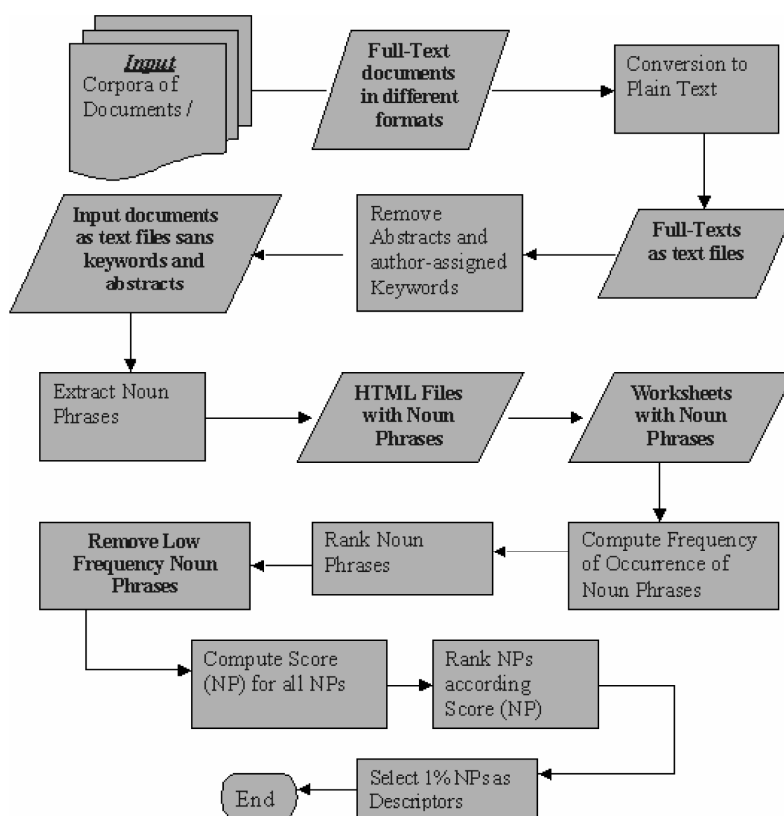 Input
Corpora of
Documents /
Full-Text
documents
in different
formats
Conversion to
Plain Text
Full-Texts
as text files
Remove
Abstracts and
author-assigned
Keywords
Input documents
as text files sans
keywords and
abstracts
Extract Noun
Phrases
HTML Files
with Noun
Phrases
Worksheets
with Noun
Phrases
Compute Frequency
of Occurrence of
Noun Phrases
Rank Noun
Phrases
Remove Low
Frequency Noun
Phrases
Compute Score
(NP) for all NPs
Rank NPs
according
Score (NP)
Select 1% NPs as
Descriptors
End